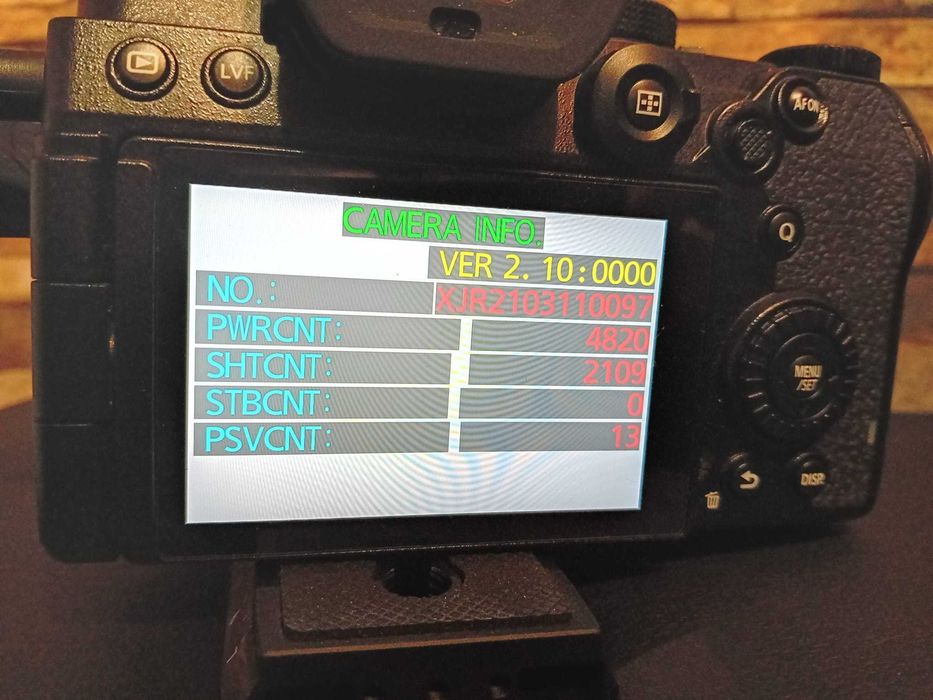 LVF
AF ON
CAMERA INFO.
VER 2. 10:0000
NO.: XJR2103110097
PWRCNT: 4820
SHTCNT: 2109
STBCNT: 0
PSVCNT: 13
Q
MENU
/SET
DISP.